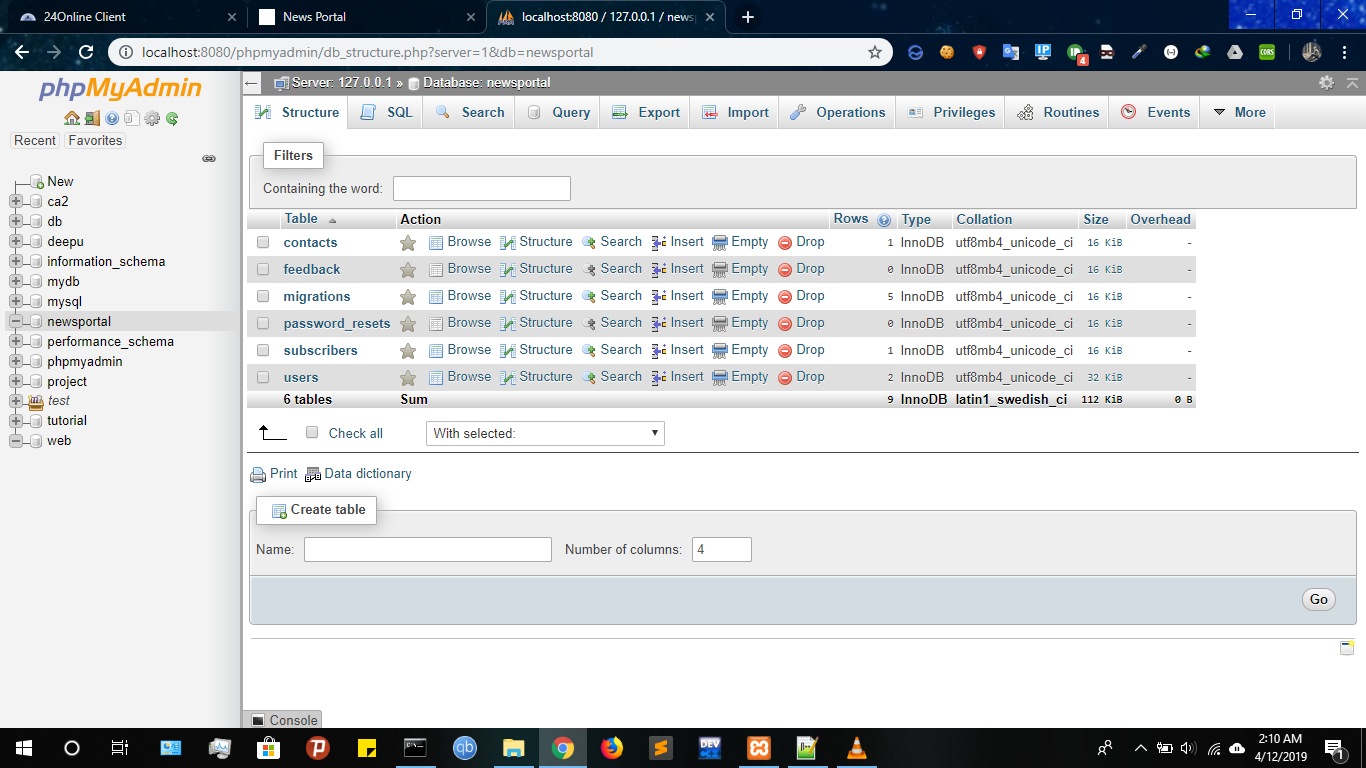 24Online Client
News Portal
localhost:8080 / 127.0.0.1 / news
localhost:8080/phpmyadmin/db_structure.php?server=1&db=newsportal
4
CORS
phpMyAdmin
Recent Favorites
New
ca2
db
deepu
information_schema
mydb
mysql
newsportal
performance_schema
phpmyadmin
project
test
tutorial
web
Server: 127.0.0.1 » Database: newsportal
Structure SQL Search Query Export Import Operations Privileges Routines Events More
Filters
Containing the word:
Table Action Rows Type Collation Size Overhead
contacts Browse Structure Search Insert Empty Drop 1 InnoDB utf8mb4_unicode_ci 16 KiB -
feedback Browse Structure Search Insert Empty Drop 0 InnoDB utf8mb4_unicode_ci 16 KiB -
migrations Browse Structure Search Insert Empty Drop 5 InnoDB utf8mb4_unicode_ci 16 KiB -
password_resets Browse Structure Search Insert Empty Drop 0 InnoDB utf8mb4_unicode_ci 16 KiB -
subscribers Browse Structure Search Insert Empty Drop 1 InnoDB utf8mb4_unicode_ci 16 KiB -
users Browse Structure Search Insert Empty Drop 2 InnoDB utf8mb4_unicode_ci 32 KiB -
6 tables Sum 9 InnoDB latin1_swedish_ci 112 KiB 0 B
Check all With selected:
Print Data dictionary
Create table
Name: Number of columns: 4
Go
Console
qb
DEV
2:10 AM
4/12/2019
1